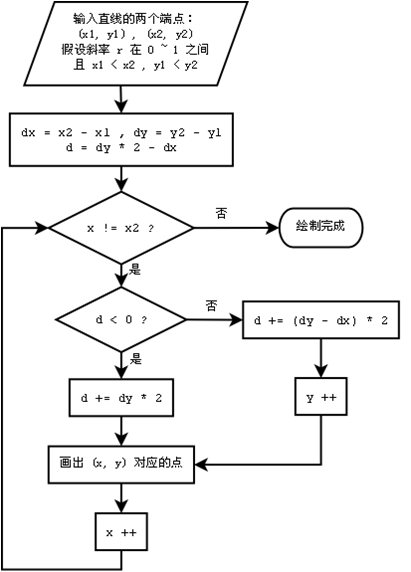 输入直线的两个端点：
(x1, y1) , (x2, y2)
假设斜率 r 在 0 ~ 1 之间
且 x1 < x2 , y1 < y2
dx = x2 - x1 , dy = y2 - y1
d = dy * 2 - dx
x != x2 ?
否
绘制完成
是
d < 0 ?
否
d += (dy - dx) * 2
是
d += dy * 2
y ++
画出 (x, y) 对应的点
x ++